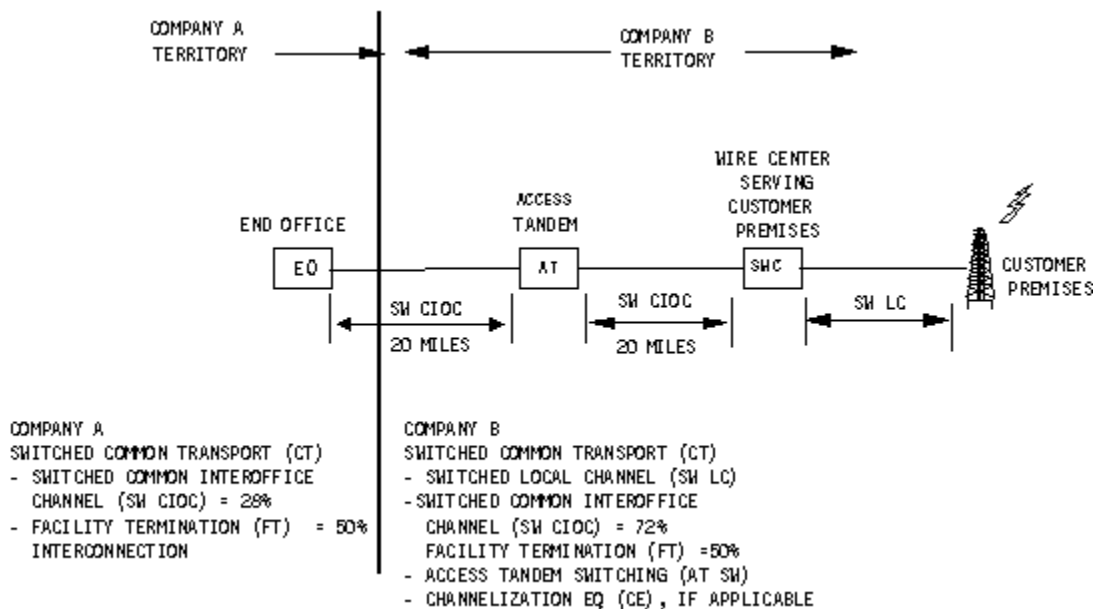 COMPANY A
TERRITORY
COMPANY B
TERRITORY
WIRE CENTER
SERVING
CUSTOMER
PREMISES
ACCESS
TANDEM
END OFFICE
EO
AT
SWC
CUSTOMER
PREMISES
SW CIOC
20 MILES
SW CIOC
20 MILES
SW LC
COMPANY A
SWITCHED COMMON TRANSPORT (CT)
- SWITCHED COMMON INTEROFFICE
CHANNEL (SW CIOC) = 28%
- FACILITY TERMINATION (FT) = 50%
INTERCONNECTION
COMPANY B
SWITCHED COMMON TRANSPORT (CT)
- SWITCHED LOCAL CHANNEL (SW LC)
-SWITCHED COMMON INTEROFFICE
CHANNEL (SW CIOC) = 72%
FACILITY TERMINATION (FT) =50%
- ACCESS TANDEM SWITCHING (AT SW)
- CHANNELIZATION EQ (CE), IF APPLICABLE